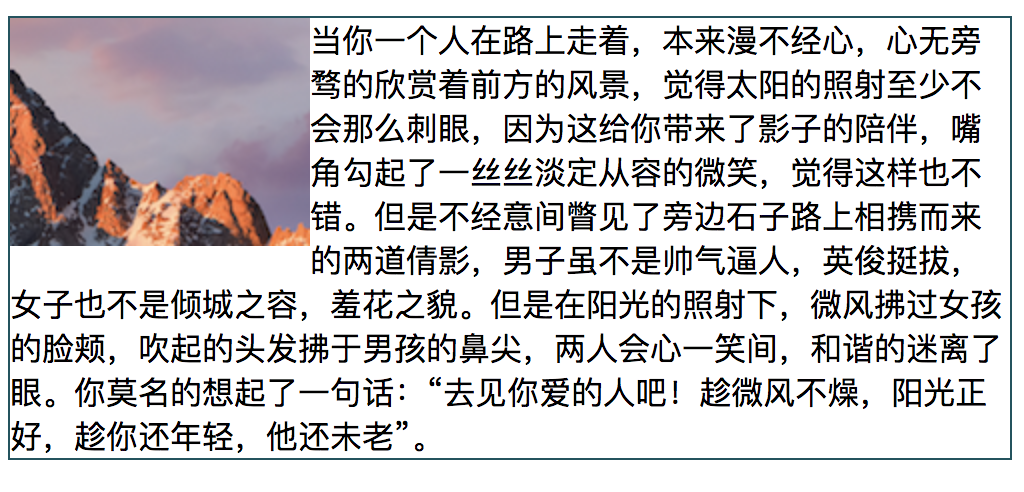 当你一个人在路上走着，本来漫不经心，心无旁
骛的欣赏着前方的风景，觉得太阳的照射至少不
会那么刺眼，因为这给你带来了影子的陪伴，嘴
角勾起了一丝丝淡定从容的微笑，觉得这样也不
错。但是不经意间瞥见了旁边石子路上相携而来
的两道倩影，男子虽不是帅气逼人，英俊挺拔，
女子也不是倾城之容，羞花之貌。但是在阳光的照射下，微风拂过女孩
的脸颊，吹起的头发拂于男孩的鼻尖，两人会心一笑间，和谐的迷离了
眼。你莫名的想起了一句话：“去见你爱的人吧！趁微风不燥，阳光正
好，趁你还年轻，他还未老”。